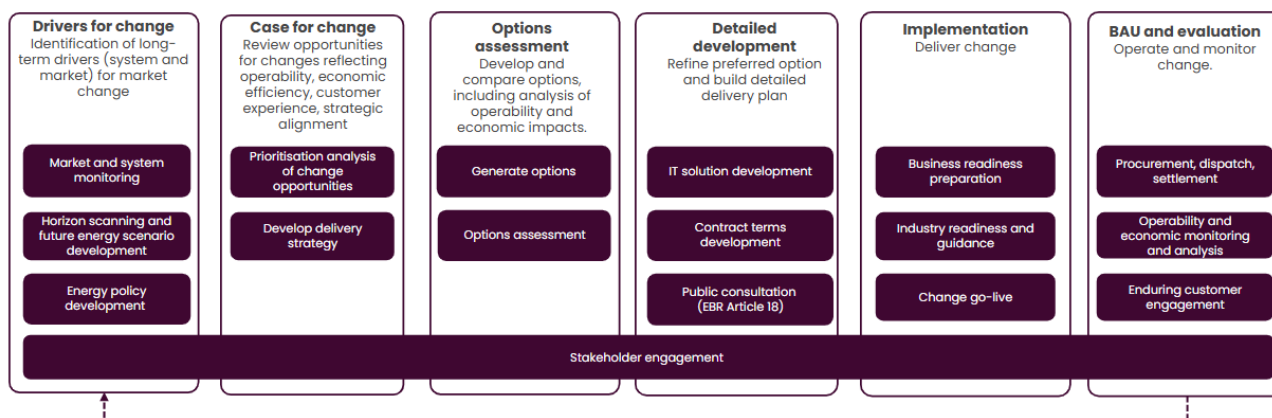 Drivers for change
Identification of long-
term drivers (system and
market) for market
change
Market and system
monitoring
Horizon scanning and
future energy scenario
development
Energy policy
development
Case for change
Review opportunities
for changes reflecting
operability, economic
efficiency, customer
experience, strategic
alignment
Prioritisation analysis
of change
opportunities
Develop delivery
strategy
Options
assessment
Develop and
compare options,
including analysis of
operability and
economic impacts.
Generate options
Options assessment
Detailed
development
Refine preferred option
and build detailed
delivery plan
IT solution development
Contract terms
development
Public consultation
(EBR Article 18)
Implementation
Deliver change
Business readiness
preparation
Industry readiness and
guidance
Change go-live
BAU and evaluation
Operate and monitor
change.
Procurement, dispatch,
settlement
Operability and
economic monitoring
and analysis
Enduring customer
engagement
Stakeholder engagement